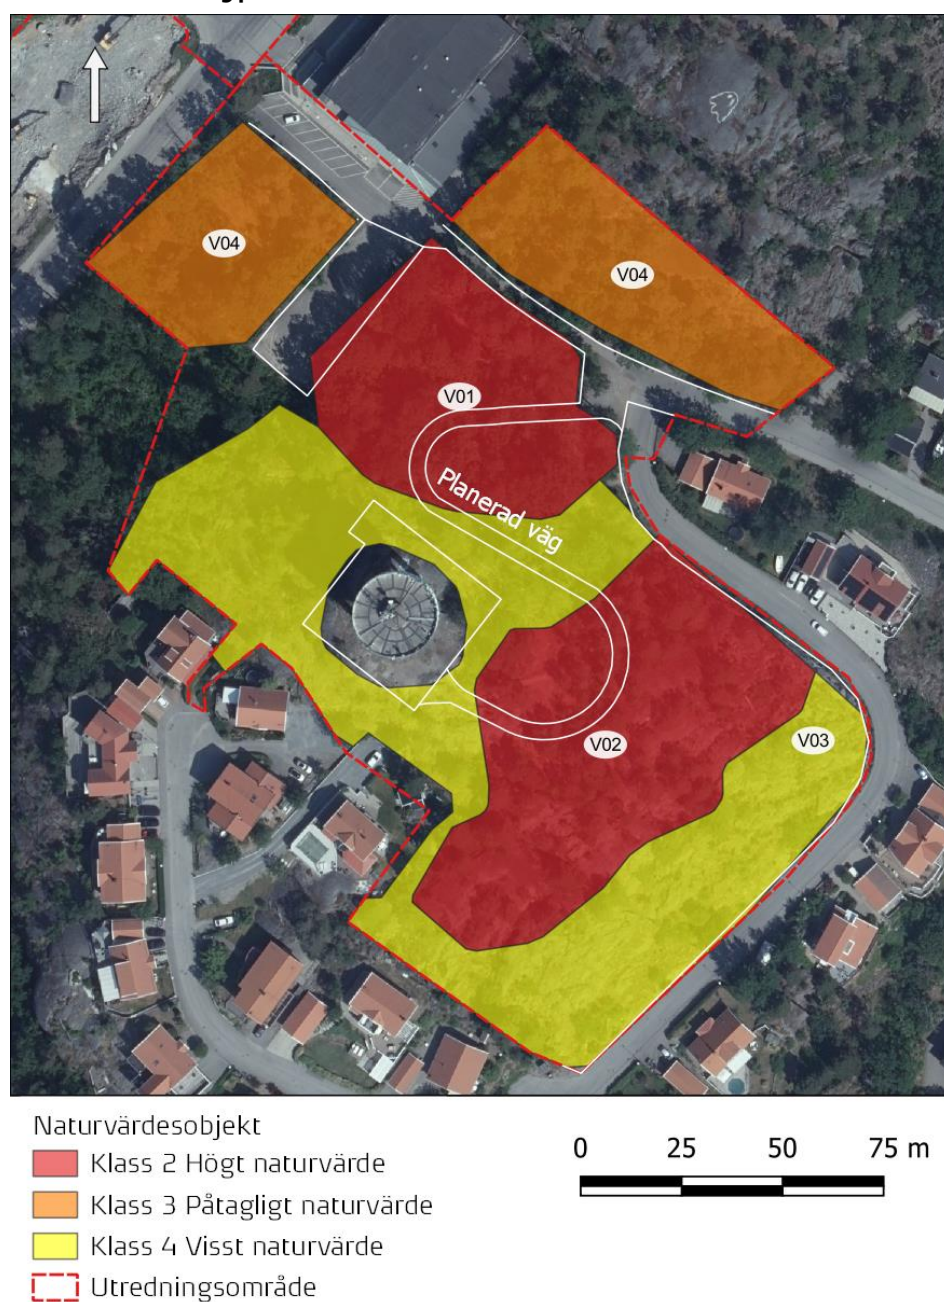 V04
V04
V01
Planerad väg
V02
V03
Naturvärdesobjekt
Klass 2 Högt naturvärde
Klass 3 Påtagligt naturvärde
Klass 4 Visst naturvärde
Utredningsområde
0 25 50 75 m